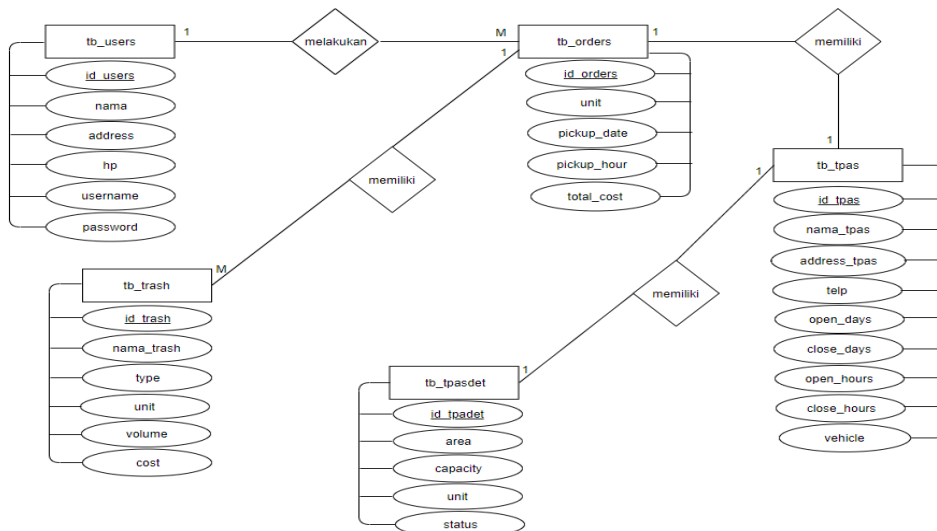 tb_users
1
melakukan
M
tb_orders
1
memiliki
1
id_users
nama
address
hp
username
password
id_orders
unit
pickup_date
pickup_hour
total_cost
1
memiliki
M
tb_trash
id_trash
nama_trash
type
unit
volume
cost
1
tb_tpas
id_tpas
nama_tpas
address_tpas
telp
open_days
close_days
open_hours
close_hours
vehicle
memiliki
1
tb_tpasdet
id_tpadet
area
capacity
unit
status